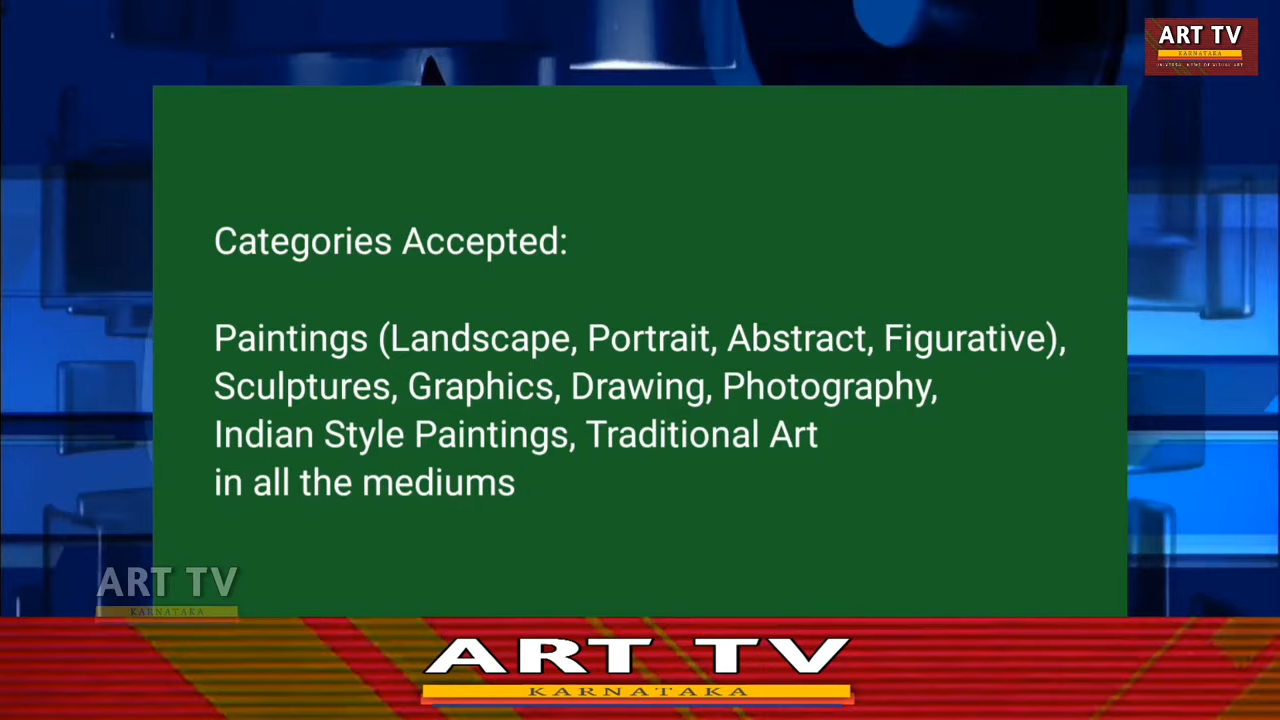 ART TV
KARNATAKA
Categories Accepted:
Paintings (Landscape, Portrait, Abstract, Figurative),
Sculptures, Graphics, Drawing, Photography,
Indian Style Paintings, Traditional Art
in all the mediums
ART TV
KARNATAKA
ART TV
KARNATAKA